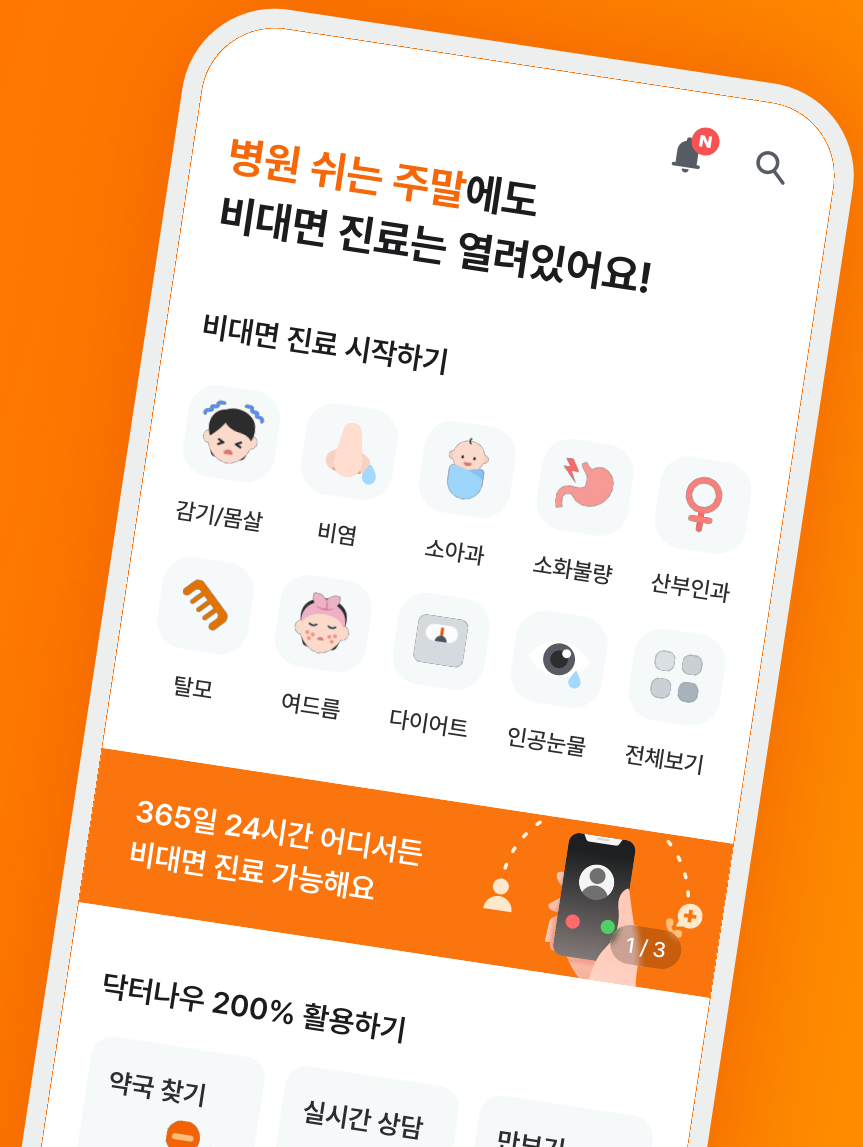 N
병원 쉬는 주말에도
비대면 진료는 열려있어요!
비대면 진료 시작하기
감기/몸살
비염
소아과
소화불량
산부인과
탈모
여드름
다이어트
인공눈물
전체보기
365일 24시간 어디서든
비대면 진료 가능해요
1 / 3
닥터나우 200% 활용하기
약국 찾기
실시간 상담
만보기